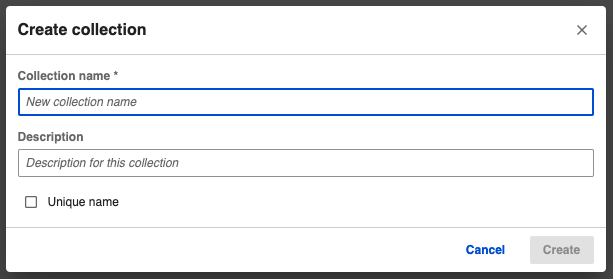 Create collection
Collection name *
New collection name
Description
Description for this collection
Unique name
Cancel Create